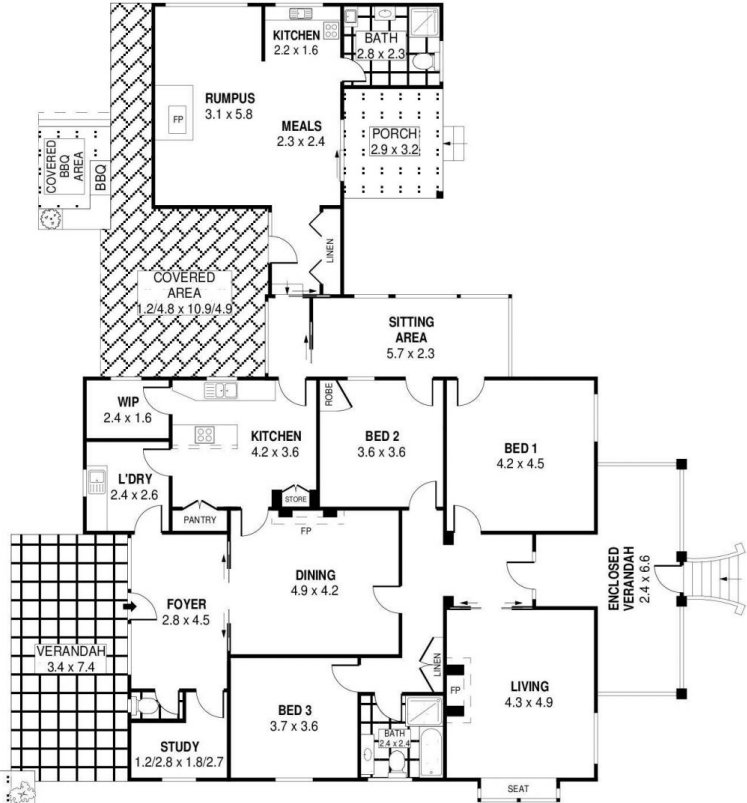 KITCHEN
2.2 x 1.6
BATH
2.8 x 2.3
RUMPUS
3.1 x 5.8
FP
MEALS
2.3 x 2.4
PORCH
2.9 x 3.2
COVERED
BBQ
AREA
BBQ
LINEN
COVERED
AREA
1.2/4.8 x 10.9/4.9
SITTING
AREA
5.7 x 2.3
WIP
2.4 x 1.6
ROBE
KITCHEN
4.2 x 3.6
BED 2
3.6 x 3.6
BED 1
4.2 x 4.5
L'DRY
2.4 x 2.6
STORE
PANTRY
FP
DINING
4.9 x 4.2
ENCLOSED
VERANDAH
2.4 x 6.6
FOYER
2.8 x 4.5
VERANDAH
3.4 x 7.4
LINEN
FP
LIVING
4.3 x 4.9
BED 3
3.7 x 3.6
BATH
2.4 x 2.4
STUDY
1.2/2.8 x 1.8/2.7
SEAT